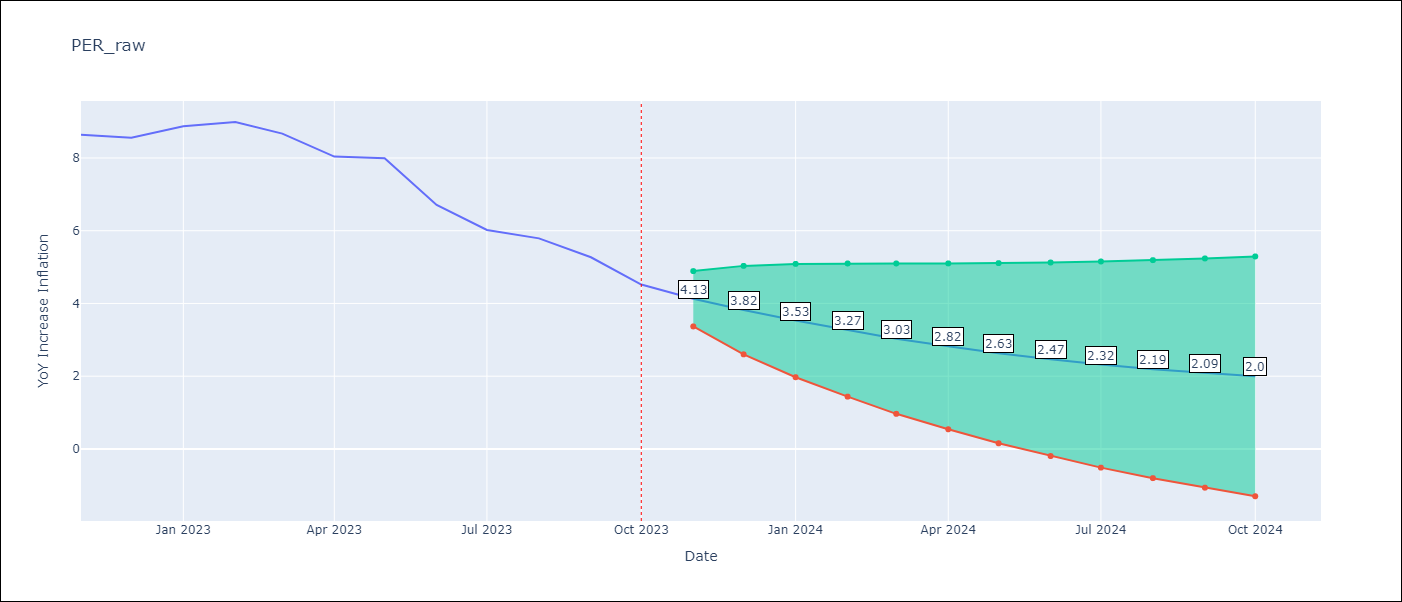 PER_raw
YoY Increase Inflation
8
6
4
2
0
4.13
3.82
3.53
3.27
3.03
2.82
2.63
2.47
2.32
2.19
2.09
2.0
Jan 2023
Apr 2023
Jul 2023
Oct 2023
Jan 2024
Apr 2024
Jul 2024
Oct 2024
Date